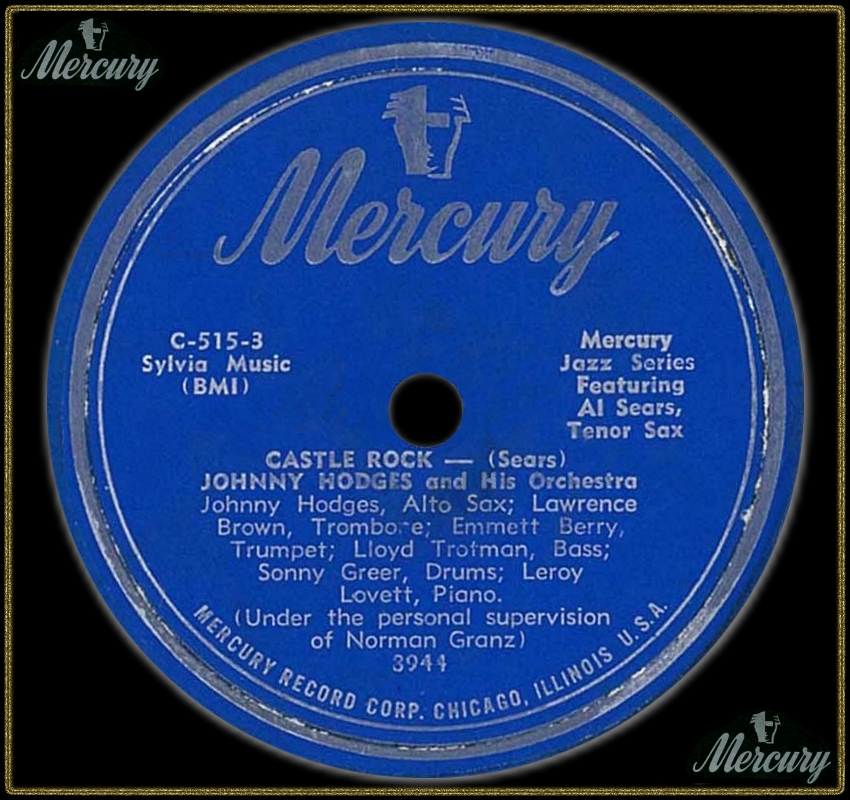 Mercury
Mercury
C-515-3
Sylvia Music
(BMI)
Mercury
Jazz Series
Featuring
Al Sears,
Tenor Sax
CASTLE ROCK — (Sears)
JOHNNY HODGES and His Orchestra
Johnny Hodges, Alto Sax; Lawrence
Brown, Trombone; Emmett Berry,
Trumpet; Lloyd Trotman, Bass;
Sonny Greer, Drums; Leroy
Lovett, Piano.
(Under the personal supervision
of Norman Granz)
3944
MERCURY RECORD CORP. CHICAGO, ILLINOIS U.S.A.
Mercury